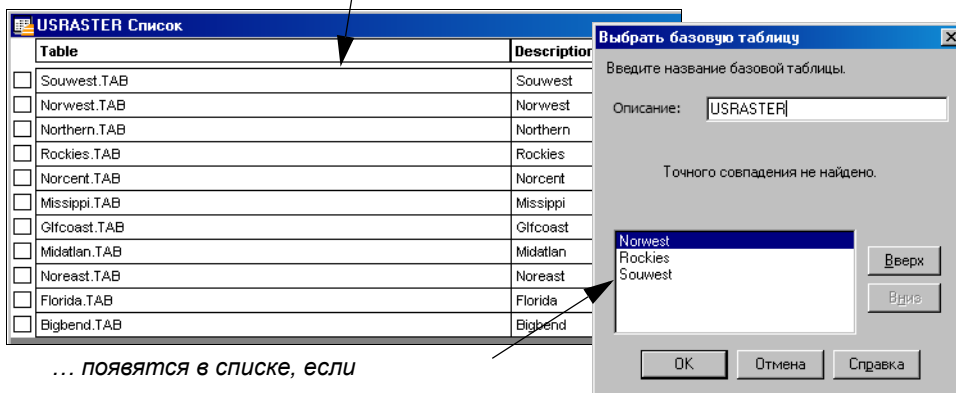 USRASTER Список
Table Description
Souwest.TAB Souwest
Norwest.TAB Norwest
Northern.TAB Northern
Rockies.TAB Rockies
Norcent.TAB Norcent
Missippi.TAB Missippi
Glfcoast.TAB Glfcoast
Midatlan.TAB Midatlan
Noreast.TAB Noreast
Florida.TAB Florida
Bigbend.TAB Bigbend
… появятся в списке, если
Выбрать базовую таблицу
Введите название базовой таблицы.
Описание: USRASTER
Точного совпадения не найдено.
Norwest
Rockies
Souwest
Вверх
Вниз
OK Отмена Справка